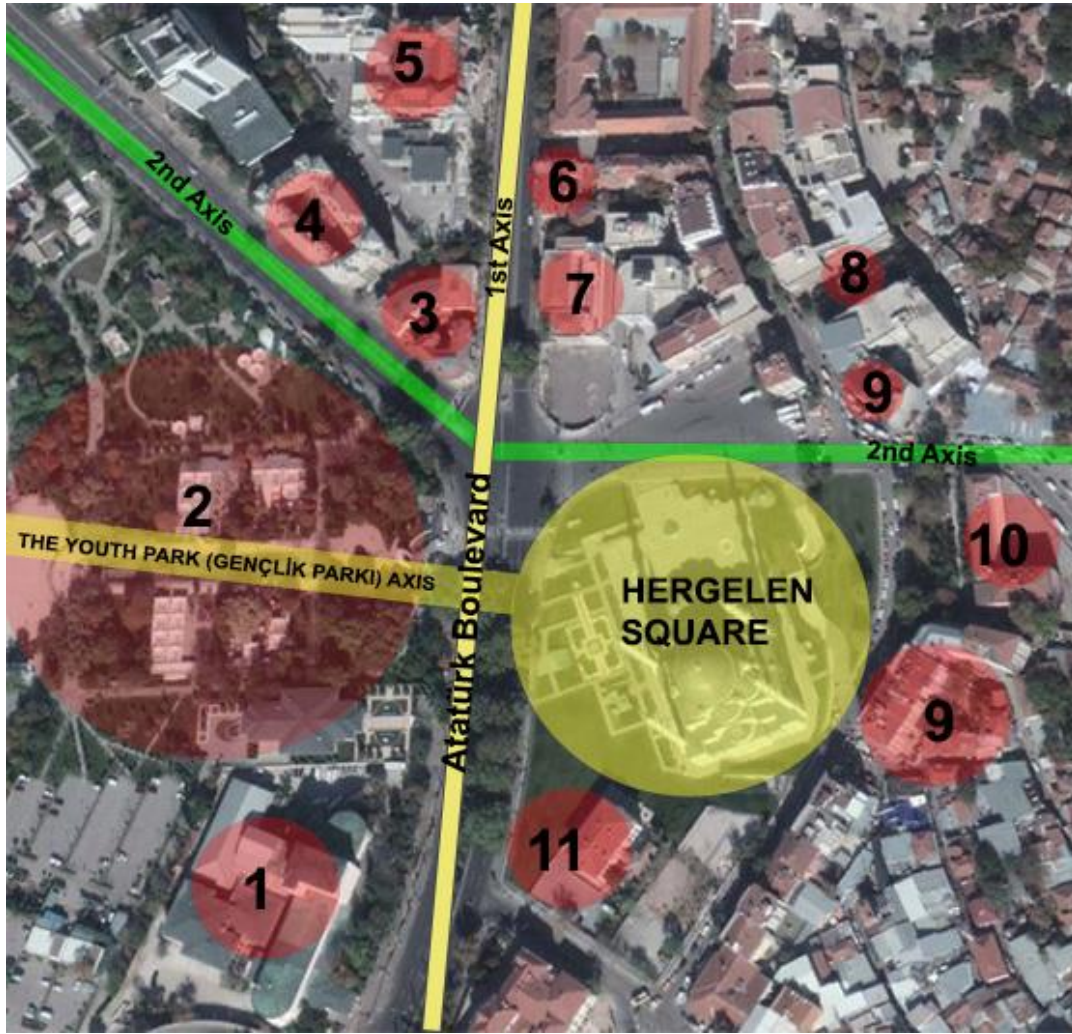 5
2nd Axis
6
4
1st Axis
8
7
3
9
2nd Axis
2
10
THE YOUTH PARK (GENÇLİK PARKI) AXIS
HERGELEN
SQUARE
Atatürk Boulevard
9
11
1